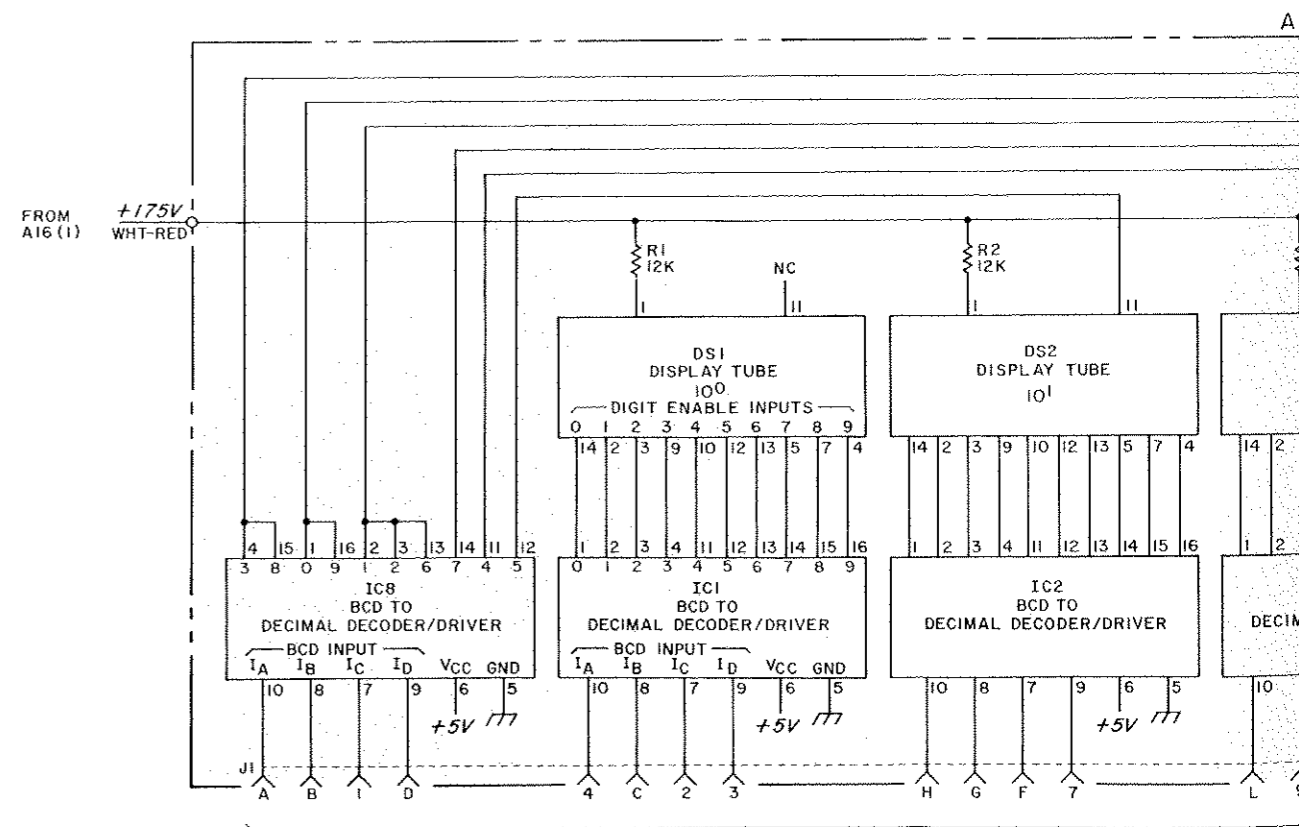 A
FROM
A16 (1)
+175V
WHT-RED
R1
12K
NC
R2
12K
1
11
1
11
DS1
DISPLAY TUBE
10⁰
DIGIT ENABLE INPUTS
0 1 2 3 4 5 6 7 8 9
DS2
DISPLAY TUBE
10¹
14 2 3 9 10 12 13 5 7 4
14 2 3 9 10 12 13 5 7 4
14 2
4 15 1 16 2 3 13 14 11 12
3 8 0 9 1 2 6 7 4 5
1 2 3 4 11 12 13 14 15 16
0 1 2 3 4 5 6 7 8 9
1 2 3 4 11 12 13 14 15 16
1 2
IC8
BCD TO
DECIMAL DECODER/DRIVER
BCD INPUT
IA IB IC ID VCC GND
IC1
BCD TO
DECIMAL DECODER/DRIVER
BCD INPUT
IA IB IC ID VCC GND
IC2
BCD TO
DECIMAL DECODER/DRIVER
DECIM
10 8 7 9 6 5
10 8 7 9 6 5
10 8 7 9 6 5
10
+5V
+5V
+5V
J1
A B 1 D
4 C 2 3
H G F 7
L